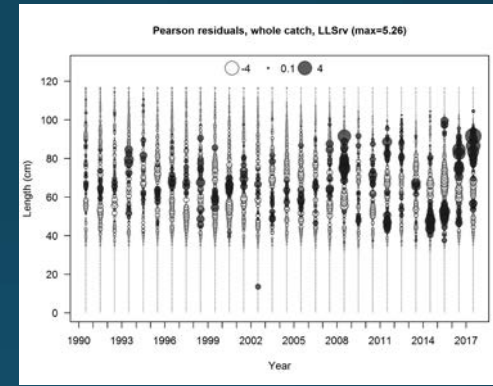 Pearson residuals, whole catch, LLSrv (max=5.26)
-4 0.1 4
120
100
80
60
40
20
0
Length (cm)
1990 1993 1996 1999 2002 2005 2008 2011 2014 2017
Year